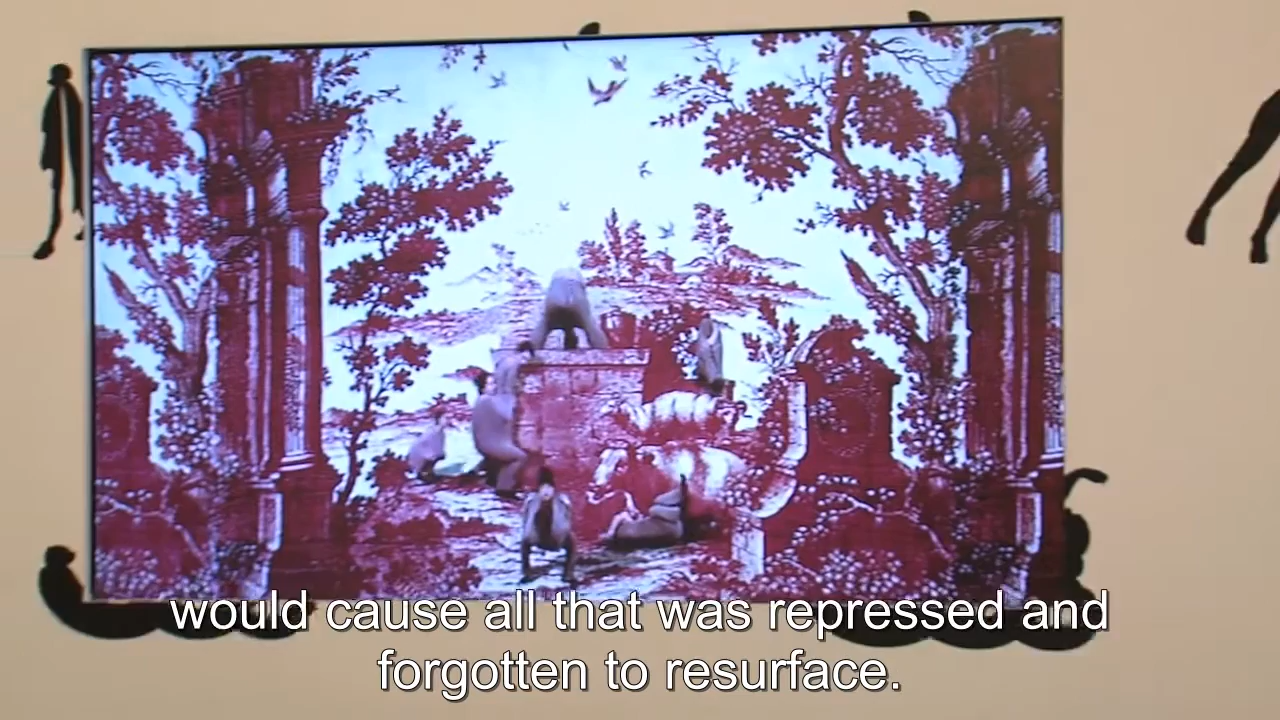 would cause all that was repressed and
forgotten to resurface.